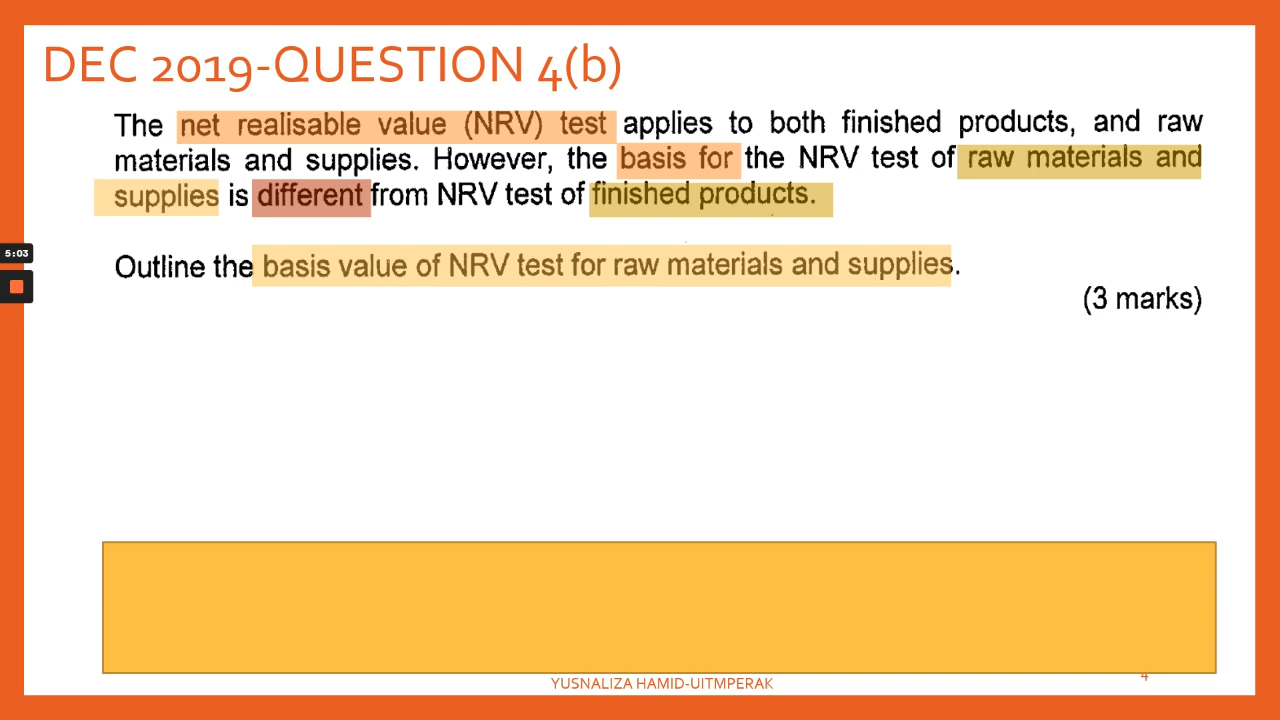 DEC 2019-QUESTION 4(b)
The net realisable value (NRV) test applies to both finished products, and raw
materials and supplies. However, the basis for the NRV test of raw materials and
supplies is different from NRV test of finished products.
5:03
Outline the basis value of NRV test for raw materials and supplies.
(3 marks)
4
YUSNALIZA HAMID-UITMPERAK